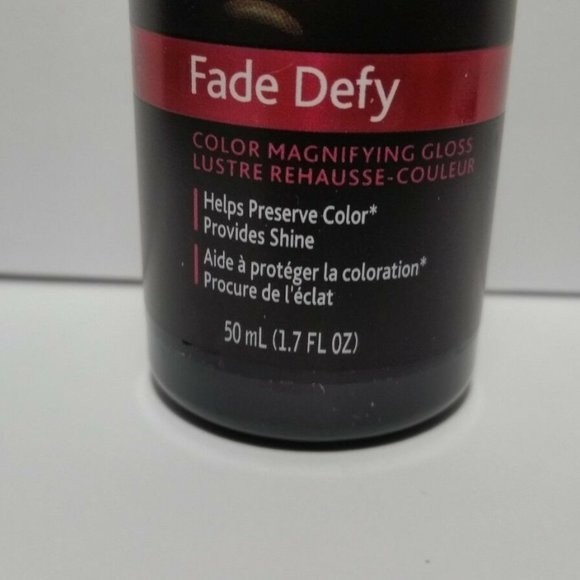 Fade Defy
COLOR MAGNIFYING GLOSS
LUSTRE REHAUSSE-COULEUR
Helps Preserve Color*
Provides Shine
Aide à protéger la coloration*
Procure de l'éclat
50 mL (1.7 FL OZ)